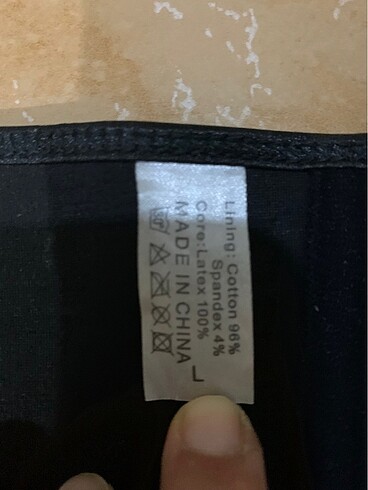 Lining: Cotton 96%
Spandex 4%
Core: Latex 100%
MADE IN CHINA
L